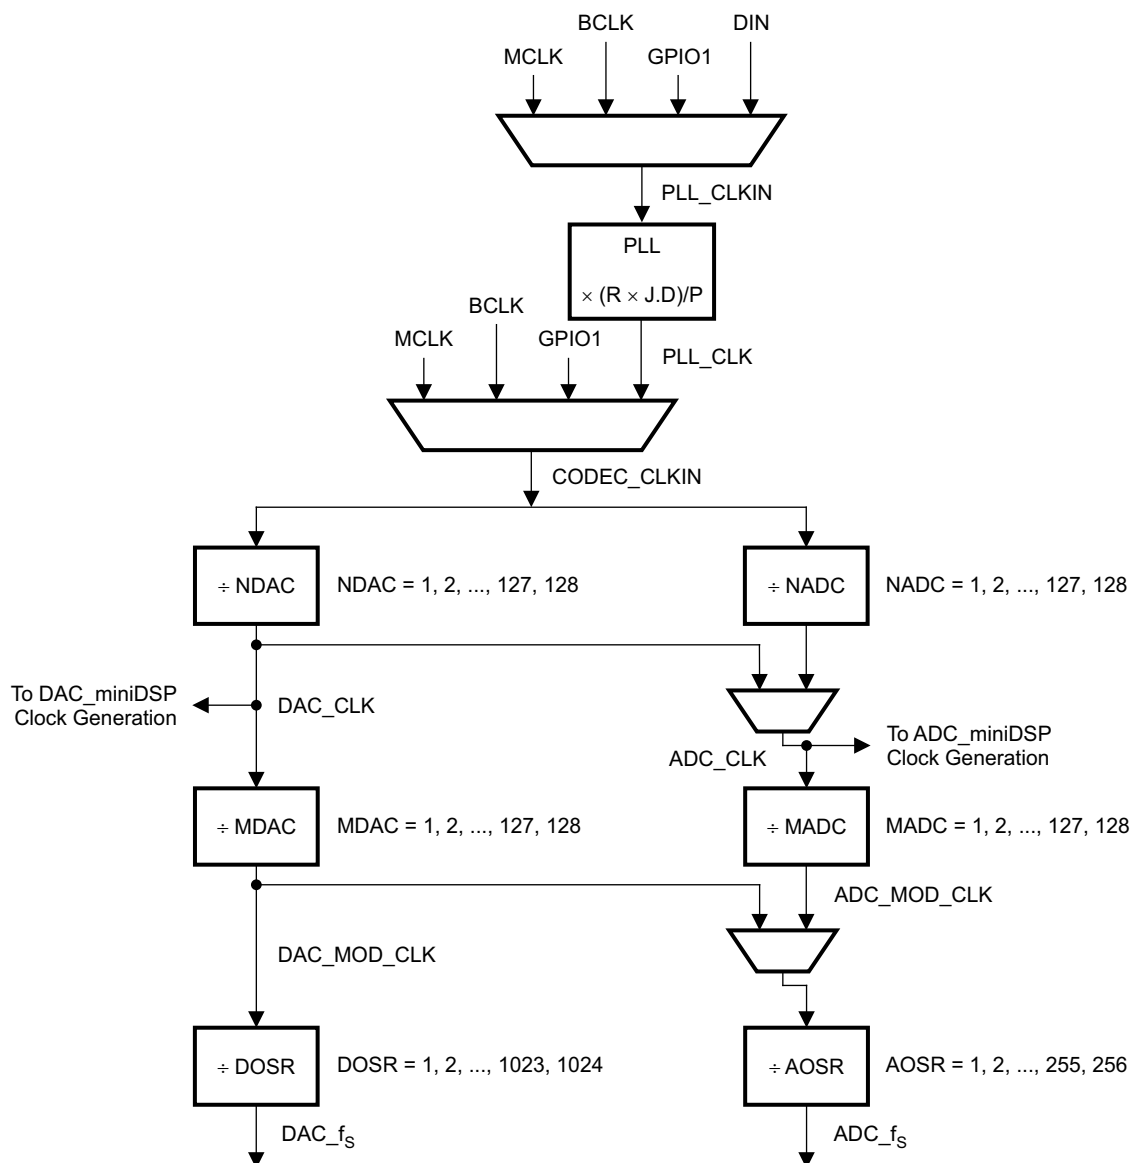 BCLK
DIN
MCLK
GPIO1
PLL_CLKIN
PLL
× (R × J.D)/P
BCLK
MCLK
GPIO1
PLL_CLK
CODEC_CLKIN
÷ NDAC
NDAC = 1, 2, ..., 127, 128
÷ NADC
NADC = 1, 2, ..., 127, 128
To DAC_miniDSP
Clock Generation
DAC_CLK
To ADC_miniDSP
Clock Generation
ADC_CLK
÷ MDAC
MDAC = 1, 2, ..., 127, 128
÷ MADC
MADC = 1, 2, ..., 127, 128
ADC_MOD_CLK
DAC_MOD_CLK
÷ DOSR
DOSR = 1, 2, ..., 1023, 1024
÷ AOSR
AOSR = 1, 2, ..., 255, 256
DAC_fS
ADC_fS